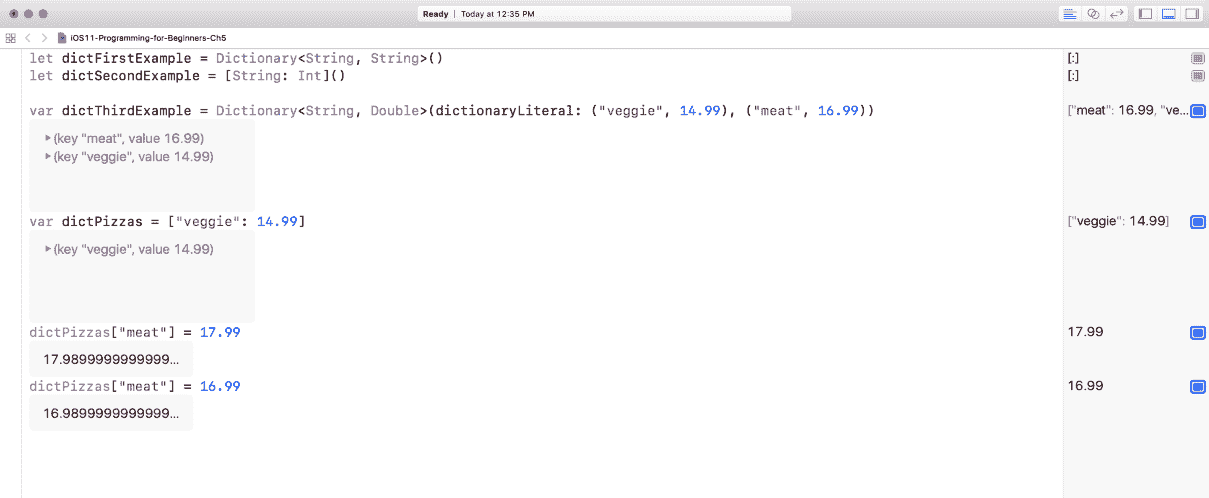 Ready | Today at 12:35 PM
iOS11-Programming-for-Beginners-Ch5
let dictFirstExample = Dictionary<String, String>() [:]
let dictSecondExample = [String: Int]() [:]
var dictThirdExample = Dictionary<String, Double>(dictionaryLiteral: ("veggie", 14.99), ("meat", 16.99)) ["meat": 16.99, "ve...
(key "meat", value 16.99)
(key "veggie", value 14.99)
var dictPizzas = ["veggie": 14.99] ["veggie": 14.99]
(key "veggie", value 14.99)
dictPizzas["meat"] = 17.99 17.99
17.9899999999999...
dictPizzas["meat"] = 16.99 16.99
16.9899999999999...